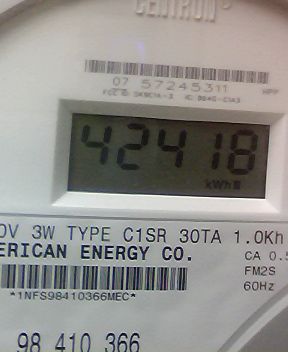 CENTRON®
07 57245311
42418
kWh
0V 3W TYPE C1SR 30TA 1.0Kh
ERICAN ENERGY CO.
CA 0.5
*1NFS98410366MEC*
FM2S
60Hz
98 410 366